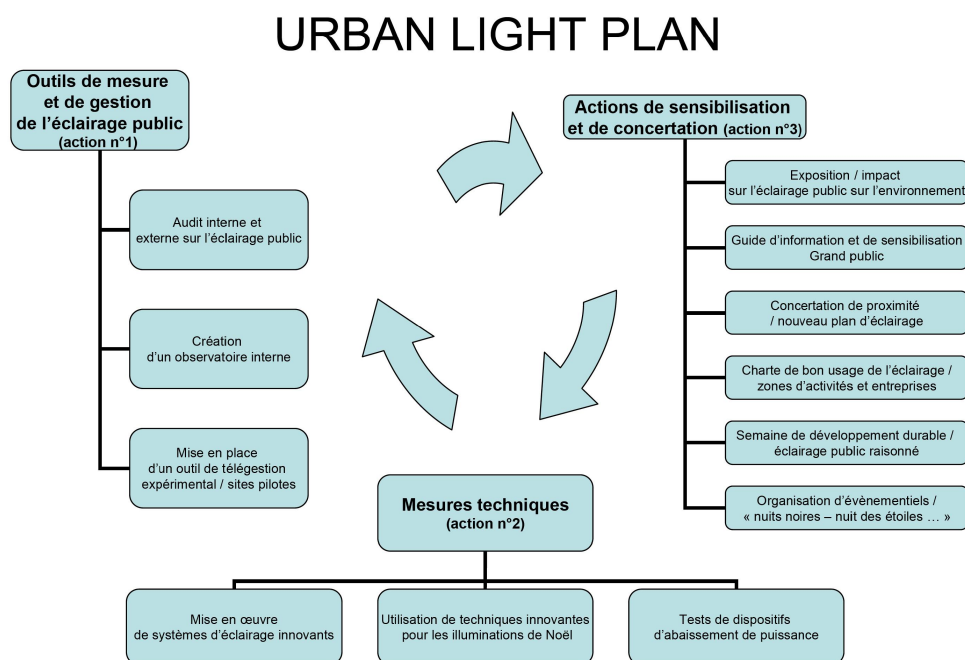 URBAN LIGHT PLAN
Outils de mesure
et de gestion
de l'éclairage public
(action n°1)
Audit interne et
externe sur l'éclairage public
Création
d'un observatoire interne
Mise en place
d'un outil de télégestion
expérimental / sites pilotes
Actions de sensibilisation
et de concertation (action n°3)
Exposition / impact
sur l'éclairage public sur l'environnement
Guide d'information et de sensibilisation
Grand public
Concertation de proximité
/ nouveau plan d'éclairage
Charte de bon usage de l'éclairage /
zones d'activités et entreprises
Semaine de développement durable /
éclairage public raisonné
Organisation d'évènementiels /
« nuits noires – nuit des étoiles ... »
Mesures techniques
(action n°2)
Mise en œuvre
de systèmes d'éclairage innovants
Utilisation de techniques innovantes
pour les illuminations de Noël
Tests de dispositifs
d'abaissement de puissance